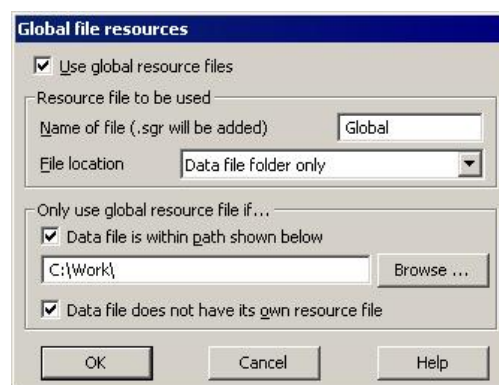 Global file resources
Use global resource files
Resource file to be used
Name of file (.sgr will be added) Global
File location Data file folder only
Only use global resource file if...
Data file is within path shown below
C:\Work\ Browse ...
Data file does not have its own resource file
OK Cancel Help